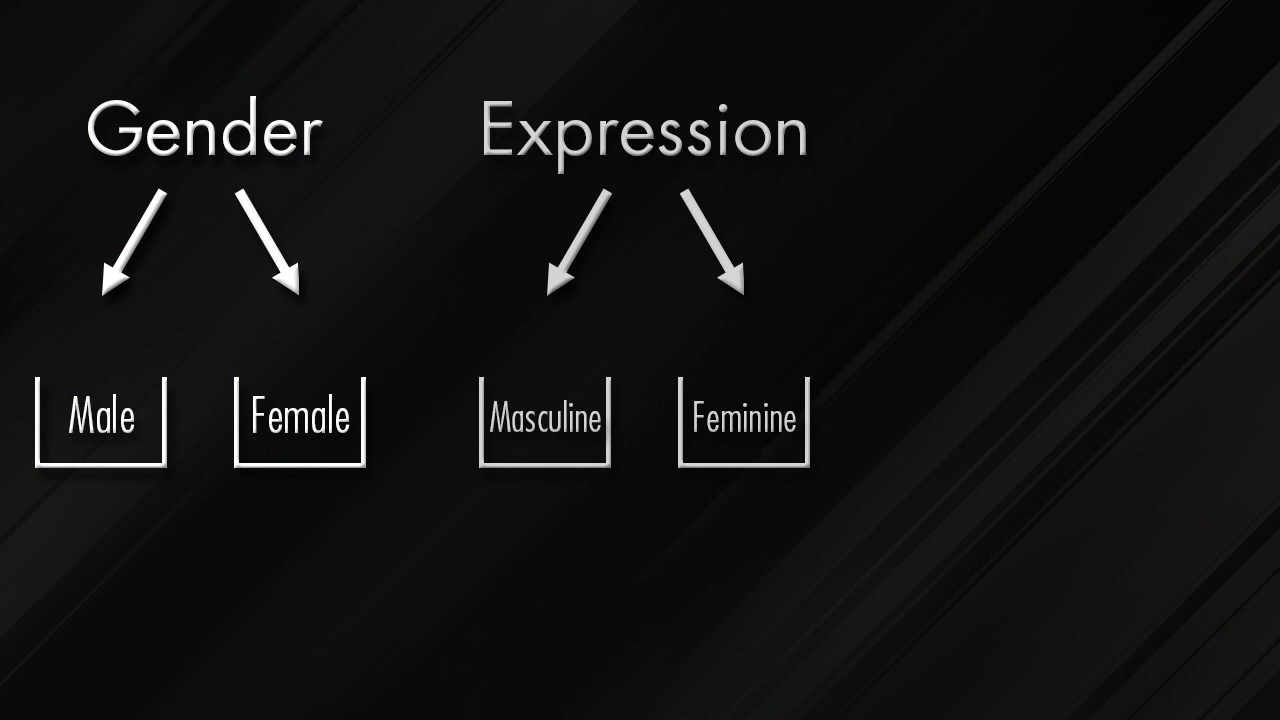 Gender
Expression
Male
Female
Masculine
Feminine